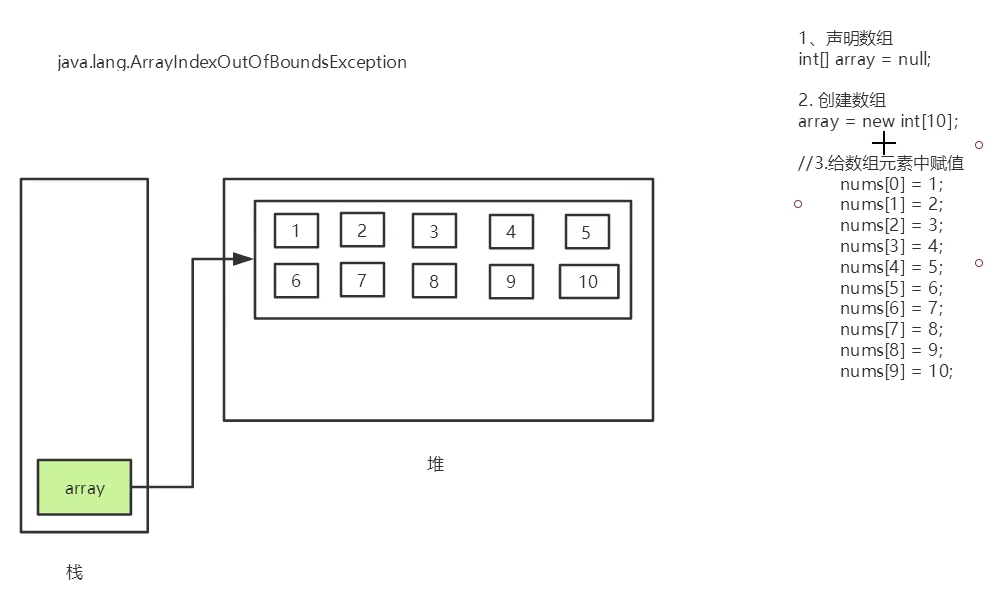 java.lang.ArrayIndexOutOfBoundsException
1、声明数组
int[] array = null;
2. 创建数组
array = new int[10];
//3.给数组元素中赋值
nums[0] = 1;
nums[1] = 2;
nums[2] = 3;
nums[3] = 4;
nums[4] = 5;
nums[5] = 6;
nums[6] = 7;
nums[7] = 8;
nums[8] = 9;
nums[9] = 10;
1 2 3 4 5
6 7 8 9 10
堆
array
栈